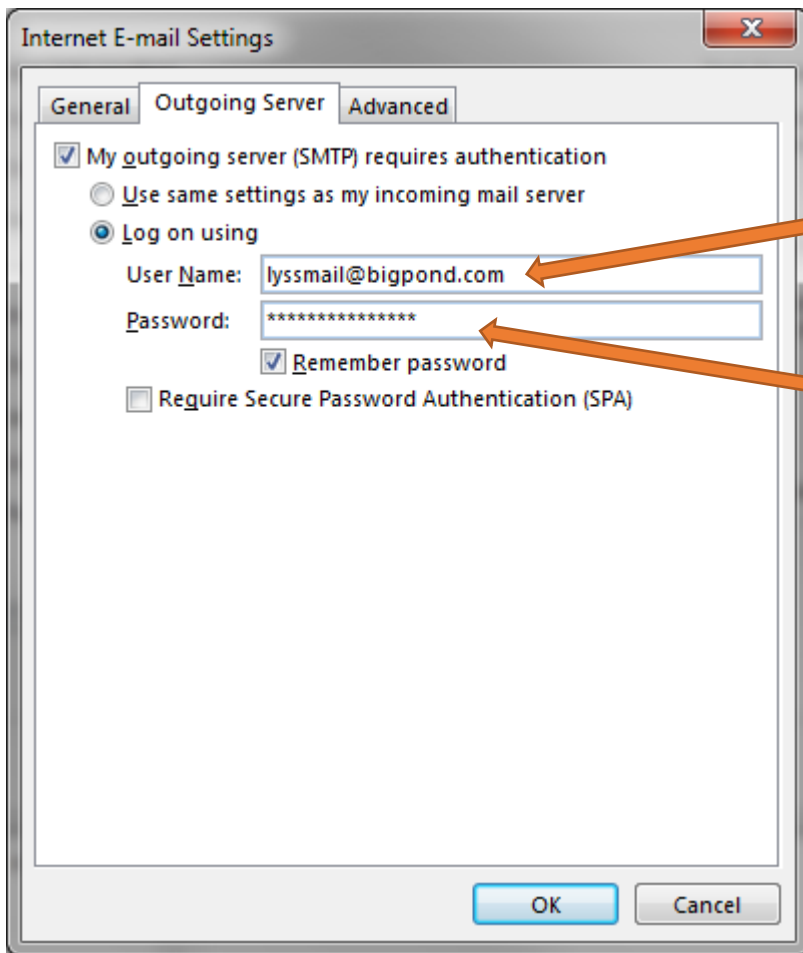 Internet E-mail Settings
General Outgoing Server Advanced
My outgoing server (SMTP) requires authentication
Use same settings as my incoming mail server
Log on using
User Name: lyssmail@bigpond.com
Password: ***************
Remember password
Require Secure Password Authentication (SPA)
OK Cancel